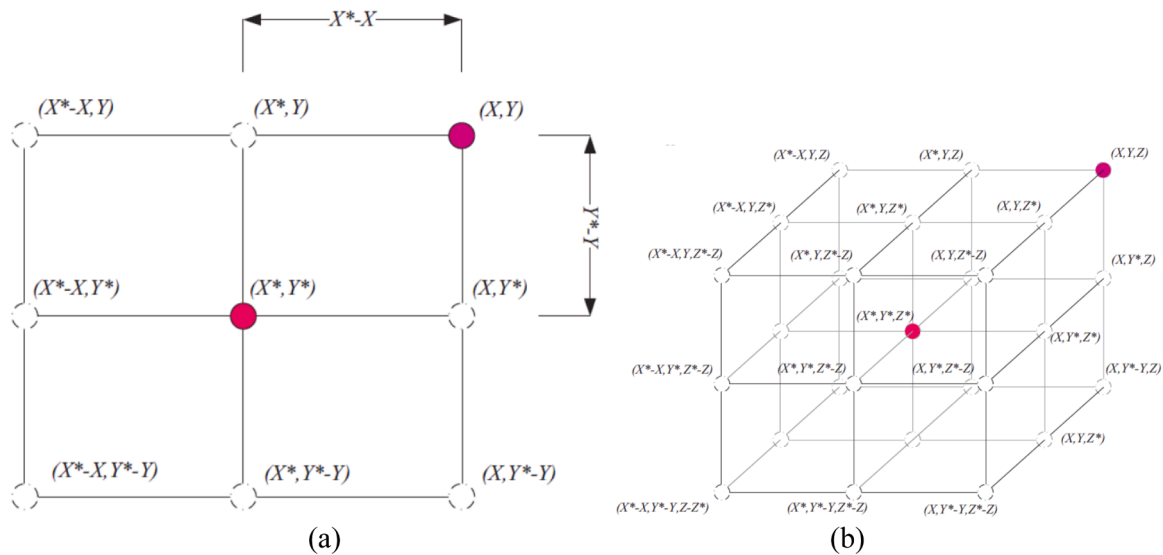 X*-X
(X*-X,Y)
(X*,Y)
(X,Y)
Y*-Y
(X*-X,Y*)
(X*,Y*)
(X,Y*)
(X*-X,Y*-Y)
(X*,Y*-Y)
(X,Y*-Y)
(a)
(X*-X,Y,Z)
(X*,Y,Z)
(X,Y,Z)
(X*-X,Y,Z*)
(X*,Y,Z*)
(X,Y,Z*)
(X*-X,Y,Z*-Z)
(X*,Y,Z*-Z)
(X,Y,Z*-Z)
(X,Y*,Z)
(X*,Y*,Z*)
(X,Y*,Z*)
(X*-X,Y*,Z*-Z)
(X*,Y*,Z*-Z)
(X,Y*,Z*-Z)
(X,Y*-Y,Z)
(X,Y,Z*)
(X*-X,Y*-Y,Z-Z*)
(X*,Y*-Y,Z*-Z)
(X,Y*-Y,Z*-Z)
(b)